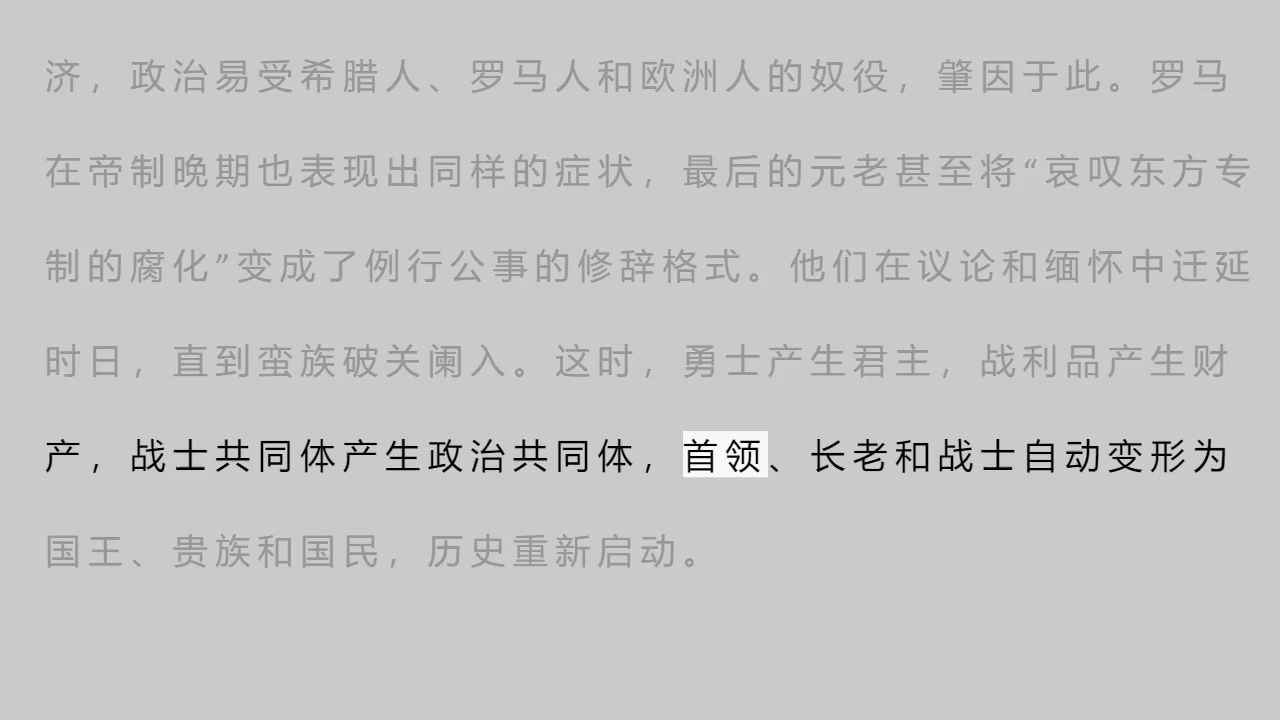 济，政治易受希腊人、罗马人和欧洲人的奴役，肇因于此。罗马
在帝制晚期也表现出同样的症状，最后的元老甚至将“哀叹东方专
制的腐化”变成了例行公事的修辞格式。他们在议论和缅怀中迁延
时日，直到蛮族破关阑入。这时，勇士产生君主，战利品产生财
产，战士共同体产生政治共同体，首领、长老和战士自动变形为
国王、贵族和国民，历史重新启动。